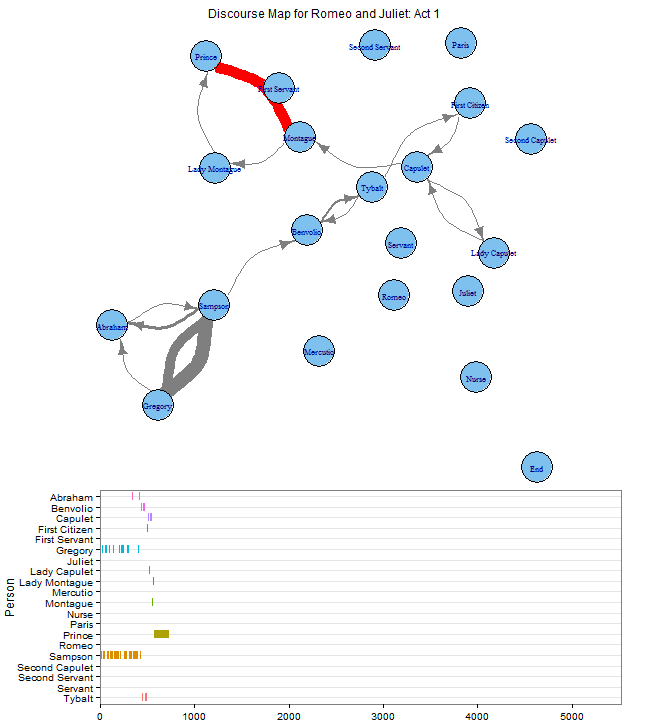 Discourse Map for Romeo and Juliet: Act 1
Prince
Second Servant
Paris
First Servant
First Citizen
Montague
Second Capulet
Lady Montague
Capulet
Tybalt
Benvolio
Servant
Lady Capulet
Romeo
Juliet
Sampson
Abraham
Mercutio
Nurse
Gregory
End
Person
Abraham
Benvolio
Capulet
First Citizen
First Servant
Gregory
Juliet
Lady Capulet
Lady Montague
Mercutio
Montague
Nurse
Paris
Prince
Romeo
Sampson
Second Capulet
Second Servant
Servant
Tybalt
0 1000 2000 3000 4000 5000